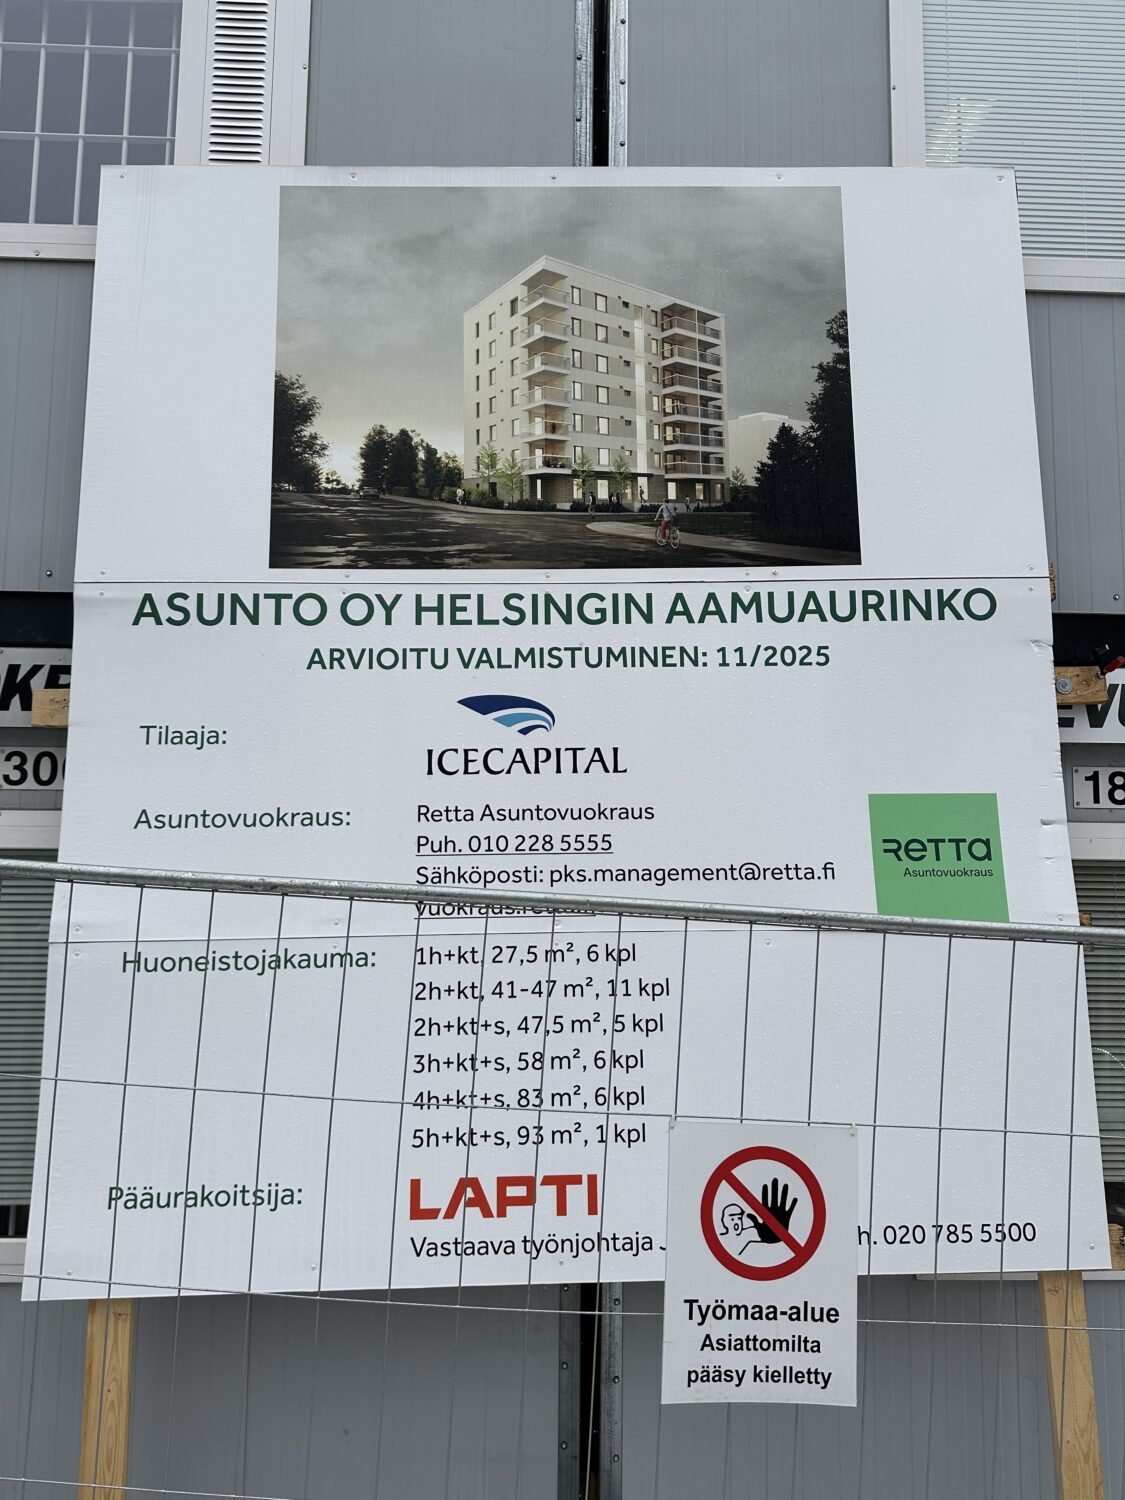 ASUNTO OY HELSINGIN AAMUAURINKO
ARVIOITU VALMISTUMINEN: 11/2025
Tilaaja:
ICECAPITAL
Asuntovuokraus:
Retta Asuntovuokraus
Puh. 010 228 5555
Sähköposti: pks.management@retta.fi
RETTA
Asuntovuokraus
Huoneistojakauma:
1h+kt, 27,5 m², 6 kpl
2h+kt, 41-47 m², 11 kpl
2h+kt+s, 47,5 m², 5 kpl
3h+kt+s, 58 m², 6 kpl
4h+kt+s, 83 m², 6 kpl
5h+kt+s, 93 m², 1 kpl
Pääurakoitsija:
LAPTI
Vastaava työnjohtaja
020 785 5500
Työmaa-alue
Asiattomilta
pääsy kielletty